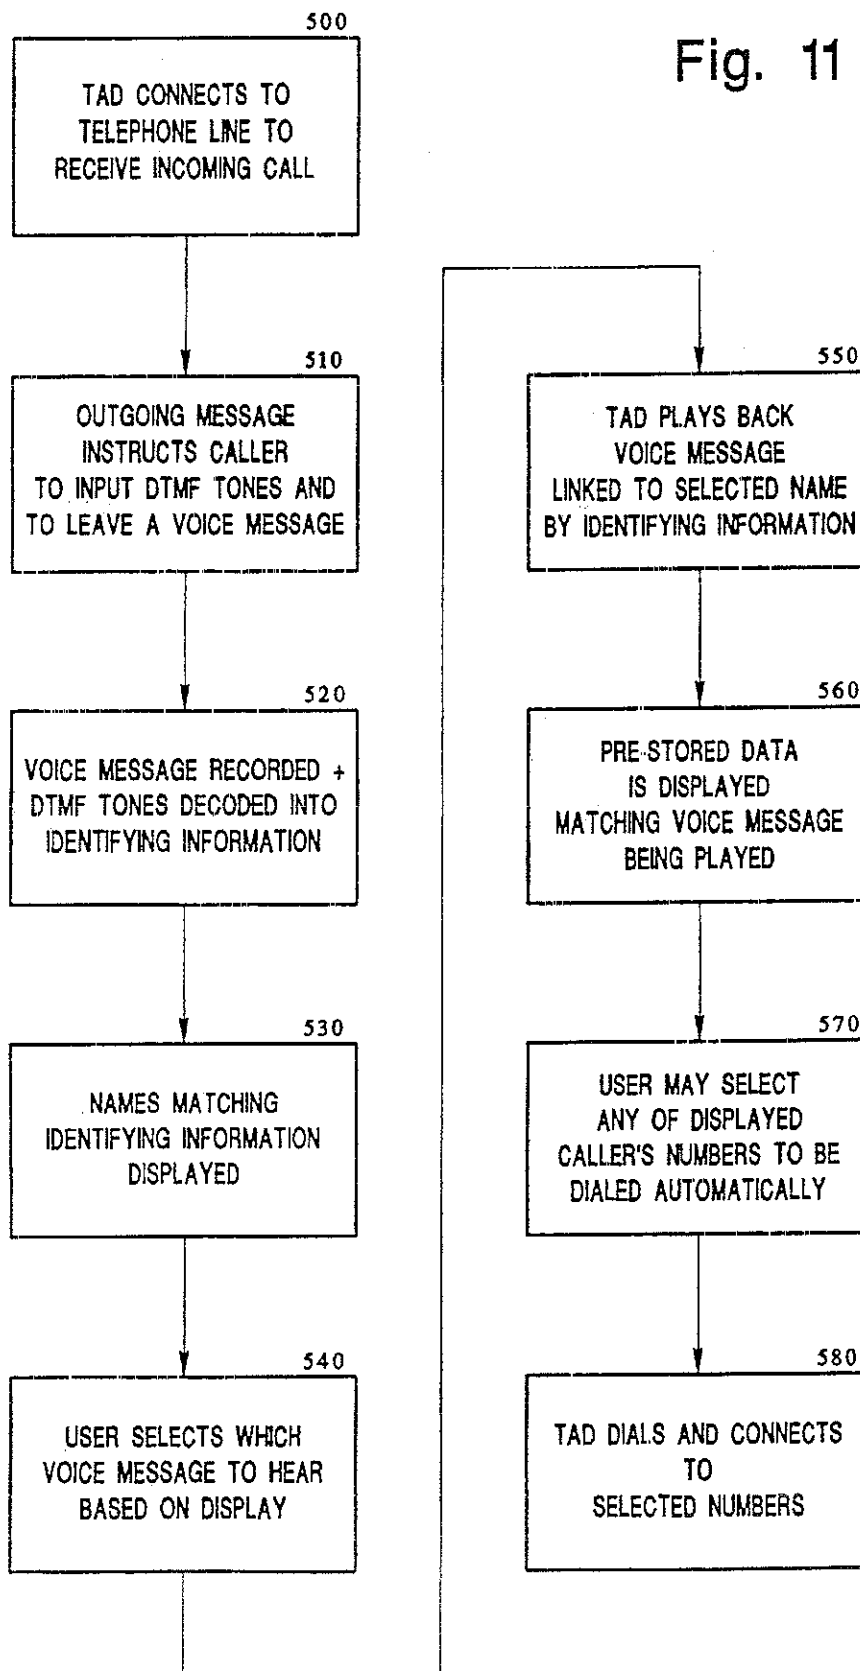 Fig. 11
500
TAD CONNECTS TO
TELEPHONE LINE TO
RECEIVE INCOMING CALL
510
OUTGOING MESSAGE
INSTRUCTS CALLER
TO INPUT DTMF TONES AND
TO LEAVE A VOICE MESSAGE
520
VOICE MESSAGE RECORDED +
DTMF TONES DECODED INTO
IDENTIFYING INFORMATION
530
NAMES MATCHING
IDENTIFYING INFORMATION
DISPLAYED
540
USER SELECTS WHICH
VOICE MESSAGE TO HEAR
BASED ON DISPLAY
550
TAD PLAYS BACK
VOICE MESSAGE
LINKED TO SELECTED NAME
BY IDENTIFYING INFORMATION
560
PRE-STORED DATA
IS DISPLAYED
MATCHING VOICE MESSAGE
BEING PLAYED
570
USER MAY SELECT
ANY OF DISPLAYED
CALLER'S NUMBERS TO BE
DIALED AUTOMATICALLY
580
TAD DIALS AND CONNECTS
TO
SELECTED NUMBERS